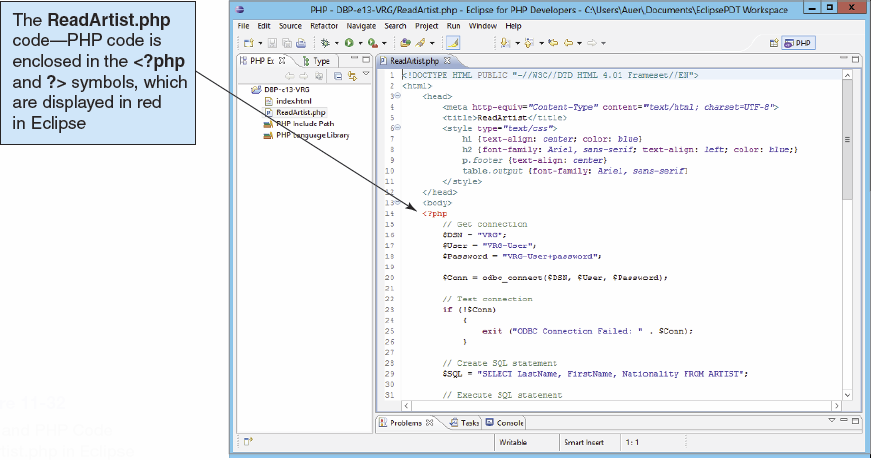 The ReadArtist.php
code—PHP code is
enclosed in the <?php
and ?> symbols, which
are displayed in red
in Eclipse
PHP - DBP-e13-VRG/ReadArtist.php - Eclipse for PHP Developers - C:\Users\Auer\Documents\EclipsePDT Workspace
File Edit Source Refactor Navigate Search Project Run Window Help
PHP
PHP Ex Type
DBP-e13-VRG
index.html
ReadArtist.php
PHP Include Path
PHP Language Library
ReadArtist.php
1 <!DOCTYPE HTML PUBLIC "-//W3C//DTD HTML 4.01 Frameset//EN">
2 <html>
3 <head>
4 <meta http-equiv="Content-Type" content="text/html; charset=UTF-8">
5 <title>ReadArtist</title>
6 <style type="text/css">
7 h1 {text-align: center; color: blue}
8 h2 {font-family: Ariel, sans-serif; text-align: left; color: blue;}
9 p.footer {text-align: center}
10 table.output {font-family: Ariel, sans-serif}
11 </style>
12 </head>
13 <body>
14 <?php
15 // Get connection
16 $DSN = "VRG";
17 $User = "VRG-User";
18 $Password = "VRG-User+password";
19
20 $Conn = odbc_connect($DSN, $User, $Password);
21
22 // Test connection
23 if (!$Conn)
24 {
25 exit ("ODBC Connection Failed: " . $Conn);
26 }
27
28 // Create SQL statement
29 $SQL = "SELECT LastName, FirstName, Nationality FROM ARTIST";
30
31 // Execute SQL statement
Problems Tasks Console
Writable Smart Insert 1 : 1